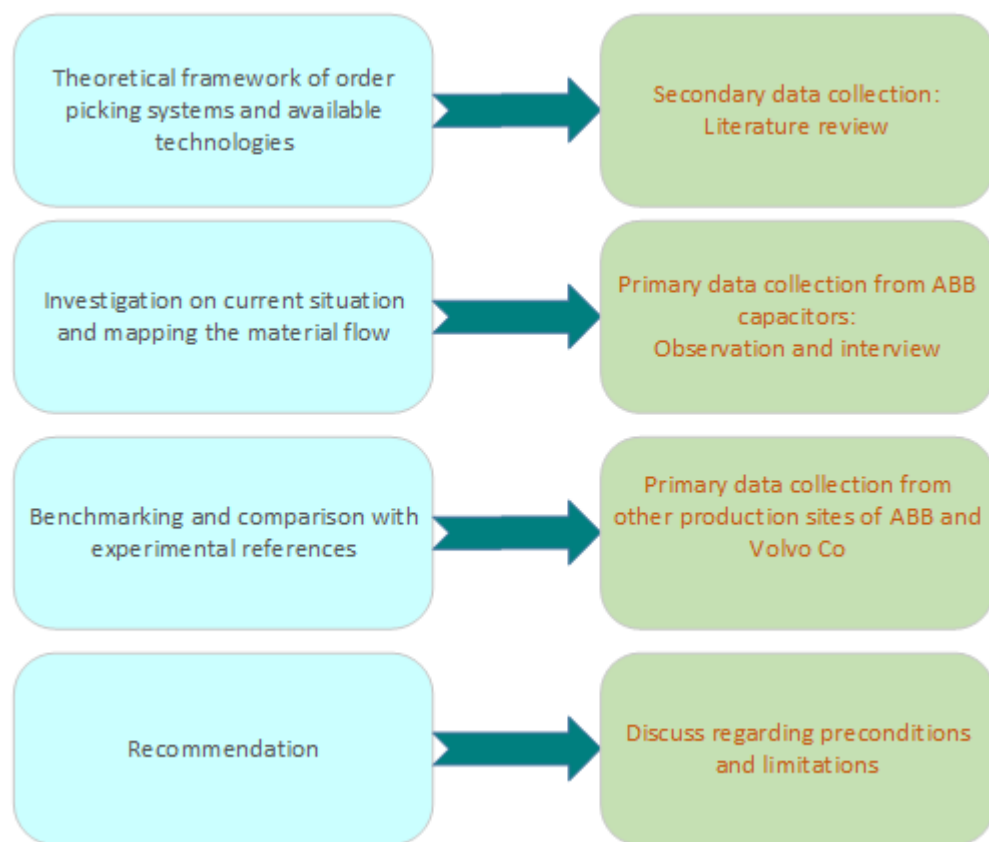 Theoretical framework of order
picking systems and available
technologies
Secondary data collection:
Literature review
Investigation on current situation
and mapping the material flow
Primary data collection from ABB
capacitors:
Observation and interview
Benchmarking and comparison with
experimental references
Primary data collection from
other production sites of ABB and
Volvo Co
Recommendation
Discuss regarding preconditions
and limitations